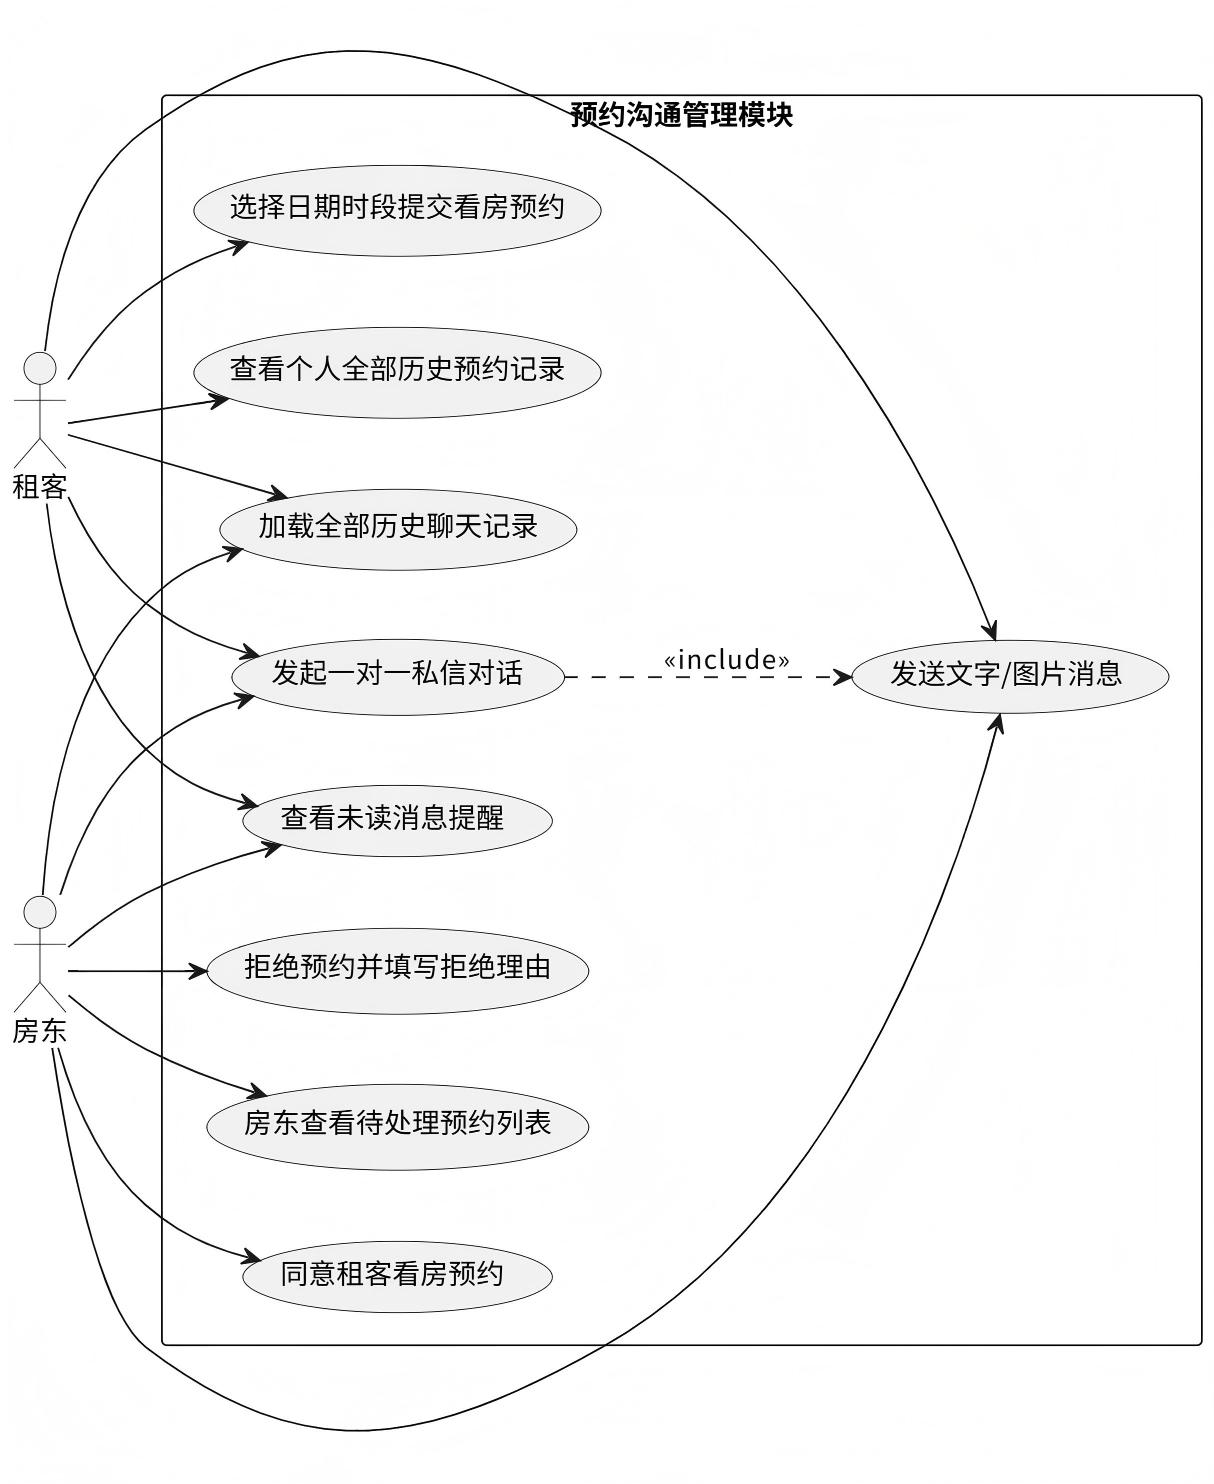 预约沟通管理模块
选择日期时段提交看房预约
查看个人全部历史预约记录
租客
加载全部历史聊天记录
发起一对一私信对话
«include»
发送文字/图片消息
查看未读消息提醒
拒绝预约并填写拒绝理由
房东
房东查看待处理预约列表
同意租客看房预约